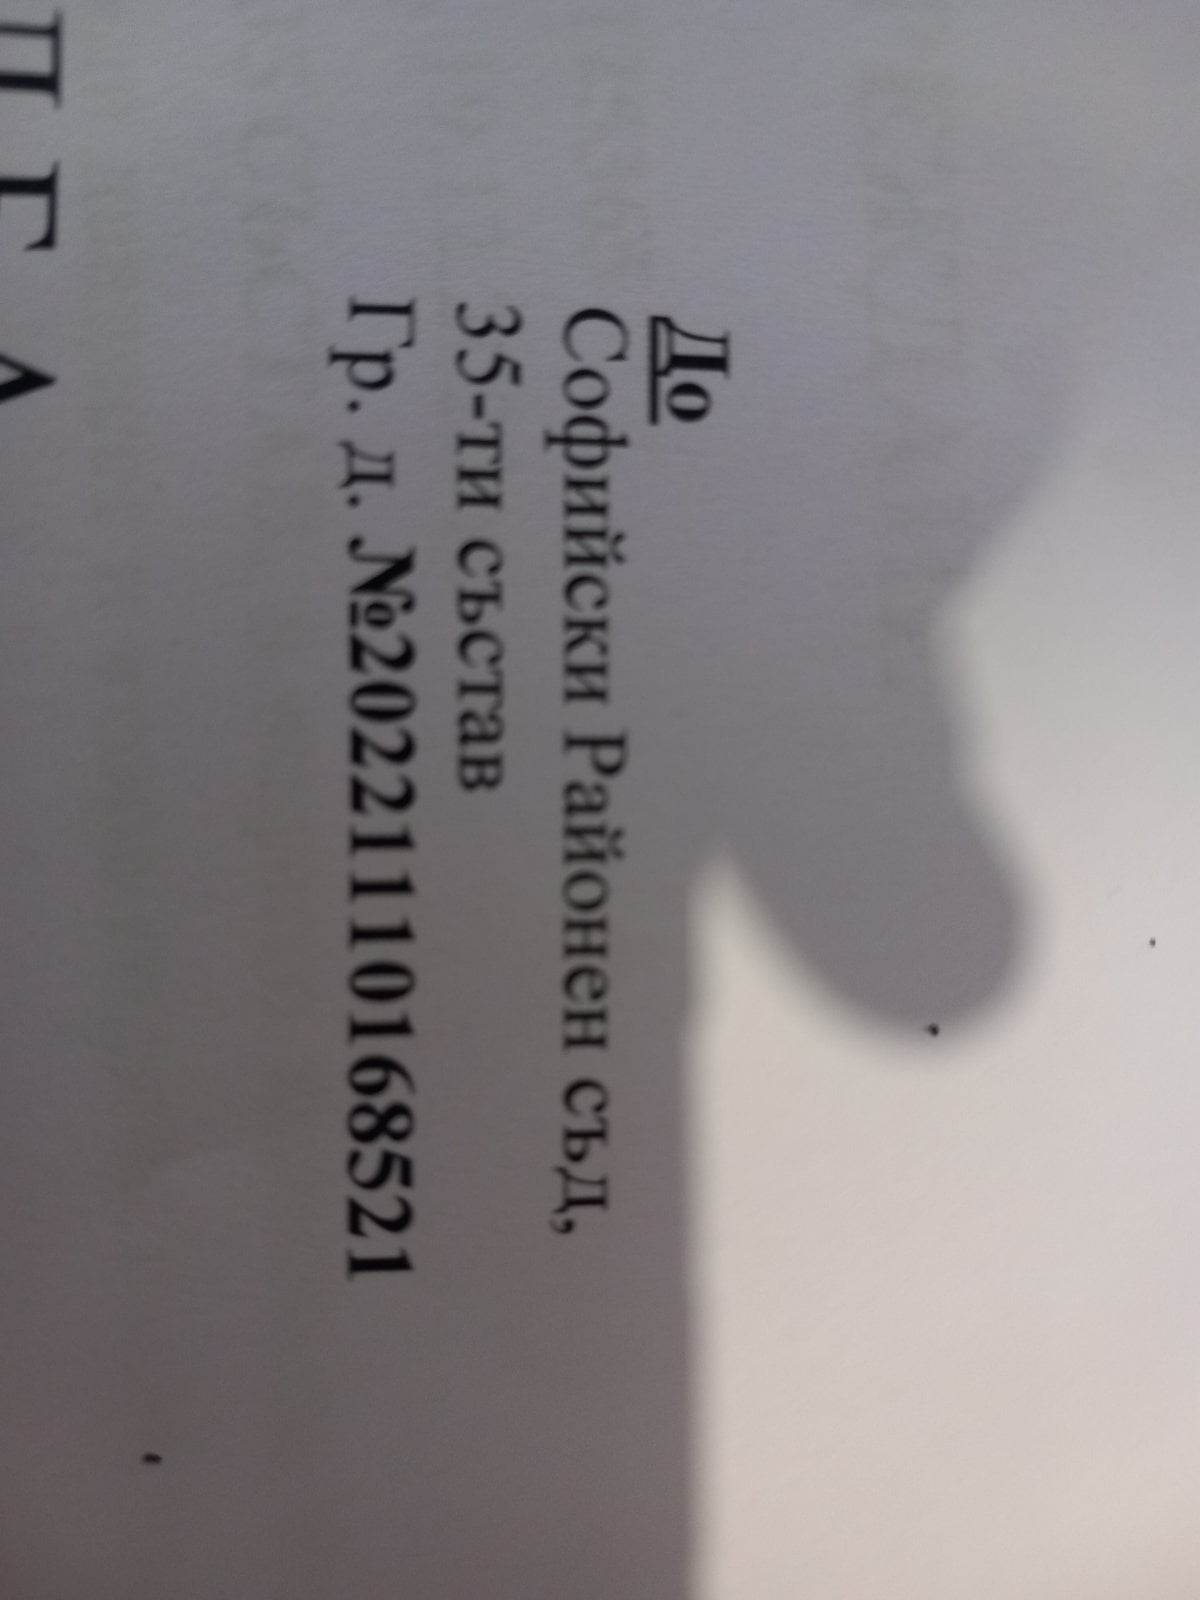 До
Софийски Районен съд,
35-ти състав
Гр. д. №20221110168521